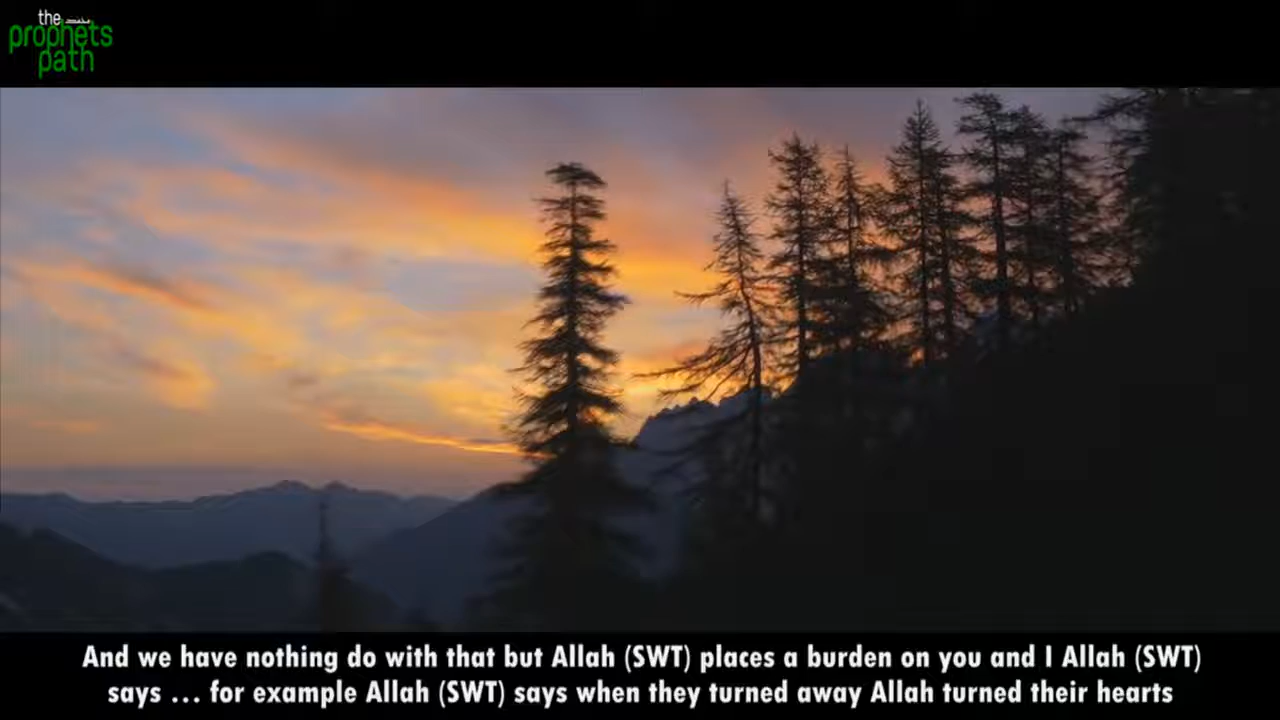 the
prophets
path
And we have nothing do with that but Allah (SWT) places a burden on you and I Allah (SWT)
says ... for example Allah (SWT) says when they turned away Allah turned their hearts